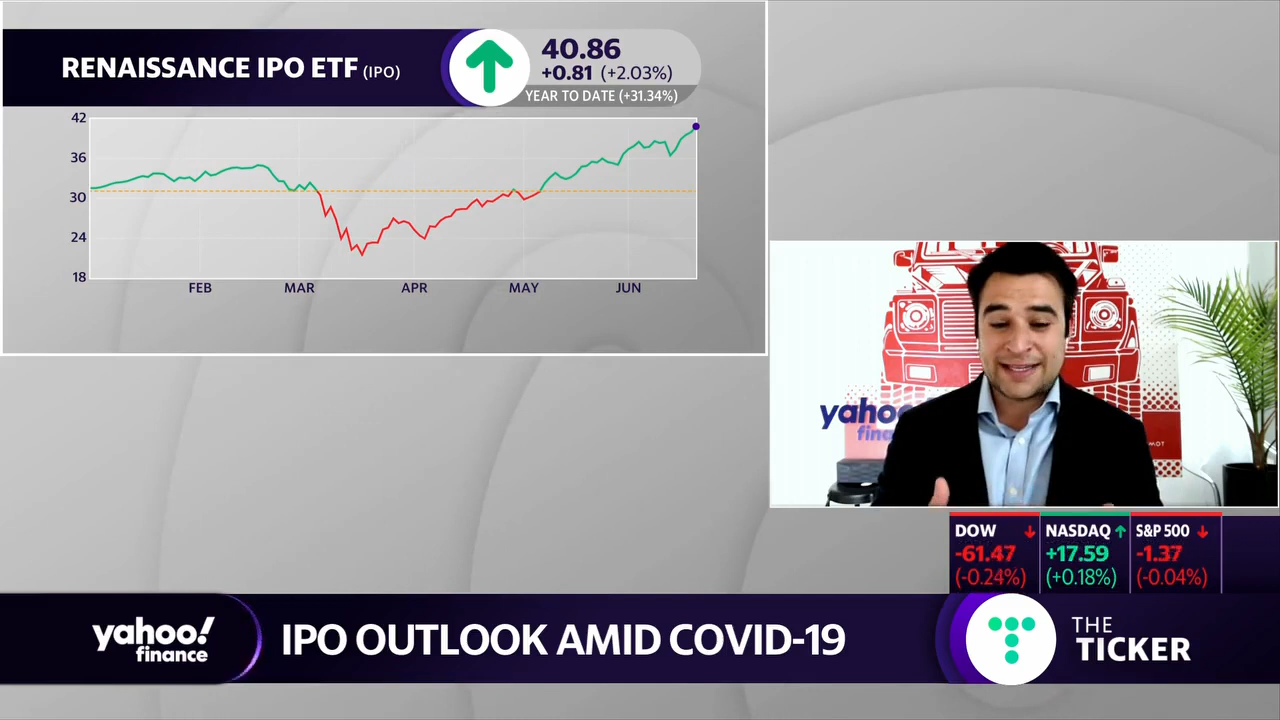 RENAISSANCE IPO ETF (IPO)
40.86
+0.81 (+2.03%)
YEAR TO DATE (+31.34%)
42
36
30
24
18
FEB MAR APR MAY JUN
yahoo
fina
MOT
DOW
-61.47
(-0.24%)
NASDAQ
+17.59
(+0.18%)
S&P 500
-1.37
(-0.04%)
yahoo!
finance
IPO OUTLOOK AMID COVID-19
THE
TICKER